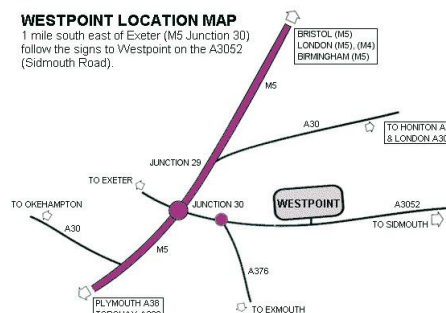 WESTPOINT LOCATION MAP
1 mile south east of Exeter (M5 Junction 30)
follow the signs to Westpoint on the A3052
(Sidmouth Road).
BRISTOL (M5)
LONDON (M5), (M4)
BIRMINGHAM (M5)
M5
A30
TO HONITON
& LONDON
JUNCTION 29
TO EXETER
JUNCTION 30
WESTPOINT
TO OKEHAMPTON
A3052
A30
TO SIDMOUTH
M5
A376
PLYMOUTH A38
TO EXMOUTH